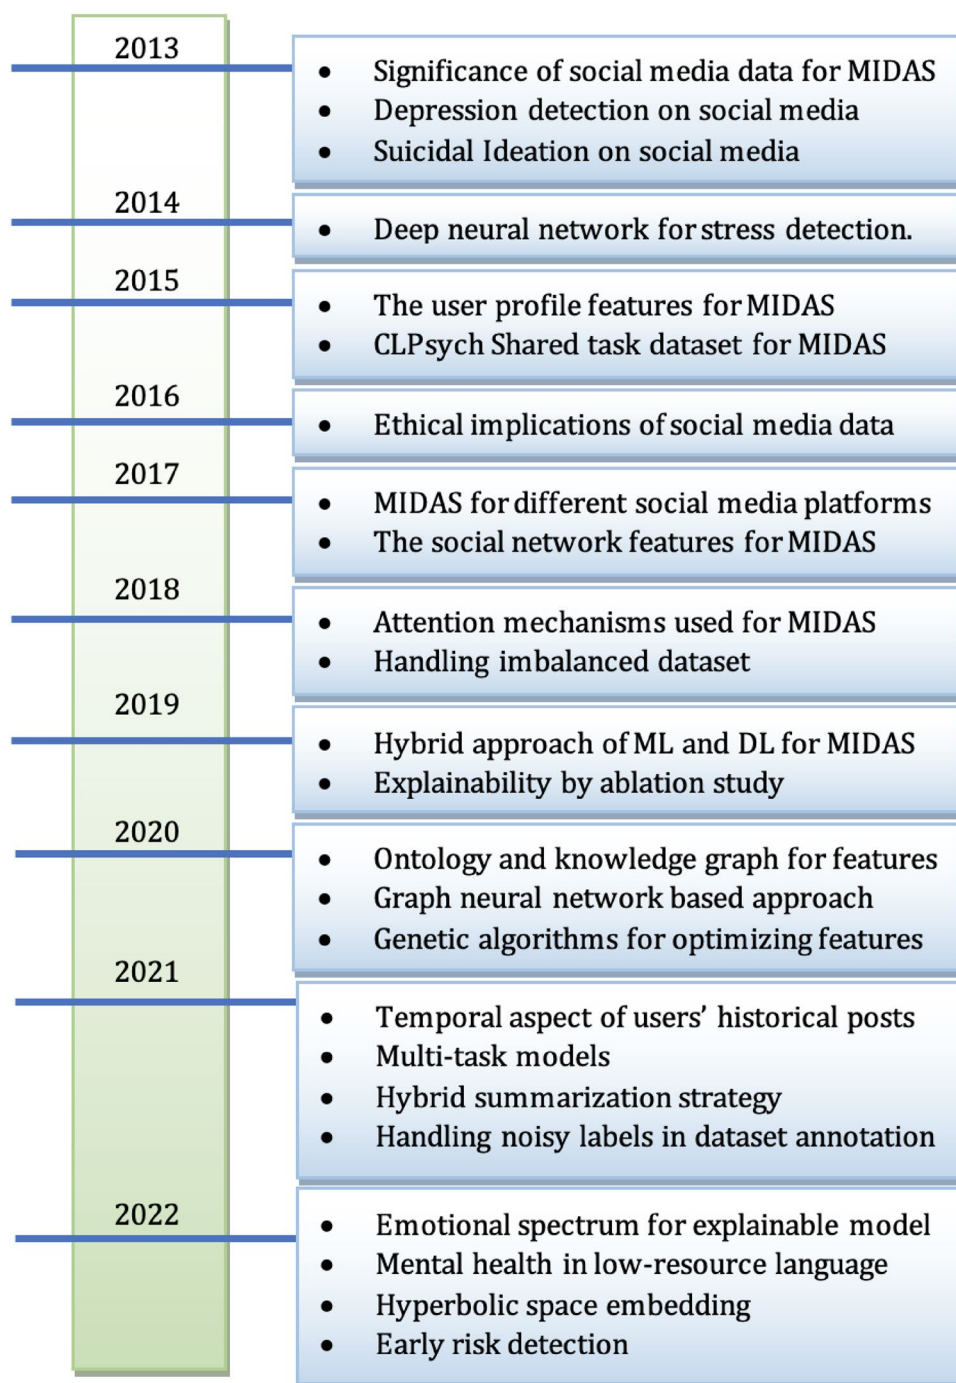 2013
• Significance of social media data for MIDAS
• Depression detection on social media
• Suicidal Ideation on social media
2014
• Deep neural network for stress detection.
2015
• The user profile features for MIDAS
• CLPsych Shared task dataset for MIDAS
2016
• Ethical implications of social media data
2017
• MIDAS for different social media platforms
• The social network features for MIDAS
2018
• Attention mechanisms used for MIDAS
• Handling imbalanced dataset
2019
• Hybrid approach of ML and DL for MIDAS
• Explainability by ablation study
2020
• Ontology and knowledge graph for features
• Graph neural network based approach
• Genetic algorithms for optimizing features
2021
• Temporal aspect of users’ historical posts
• Multi-task models
• Hybrid summarization strategy
• Handling noisy labels in dataset annotation
2022
• Emotional spectrum for explainable model
• Mental health in low-resource language
• Hyperbolic space embedding
• Early risk detection